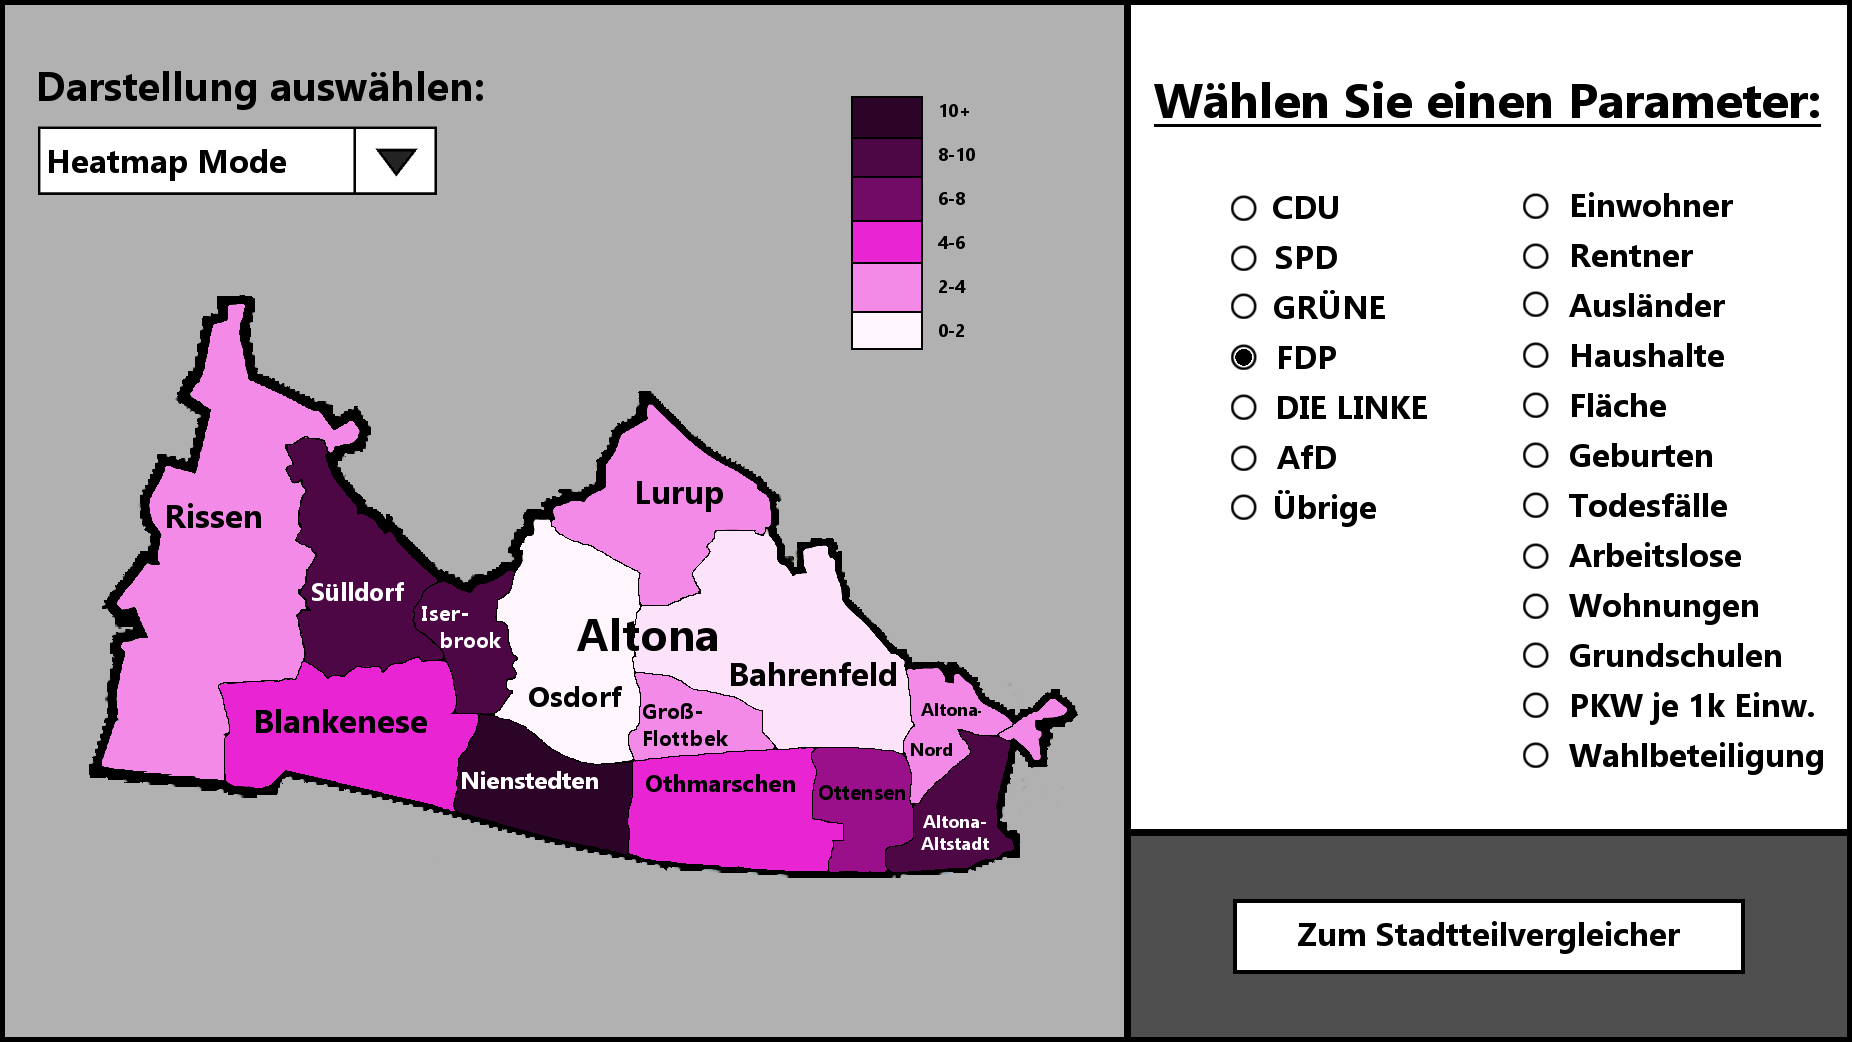 Darstellung auswählen:
Heatmap Mode
10+
8-10
6-8
4-6
2-4
0-2
Rissen
Sülldorf
Iser-
brook
Blankenese
Nienstedten
Lurup
Altona
Osdorf
Bahrenfeld
Groß-
Flottbek
Othmarschen
Ottensen
Altona-
Nord
Altona-
Altstadt
Wählen Sie einen Parameter:
CDU
SPD
GRÜNE
FDP
DIE LINKE
AfD
Übrige
Einwohner
Rentner
Ausländer
Haushalte
Fläche
Geburten
Todesfälle
Arbeitslose
Wohnungen
Grundschulen
PKW je 1k Einw.
Wahlbeteiligung
Zum Stadtteilvergleicher